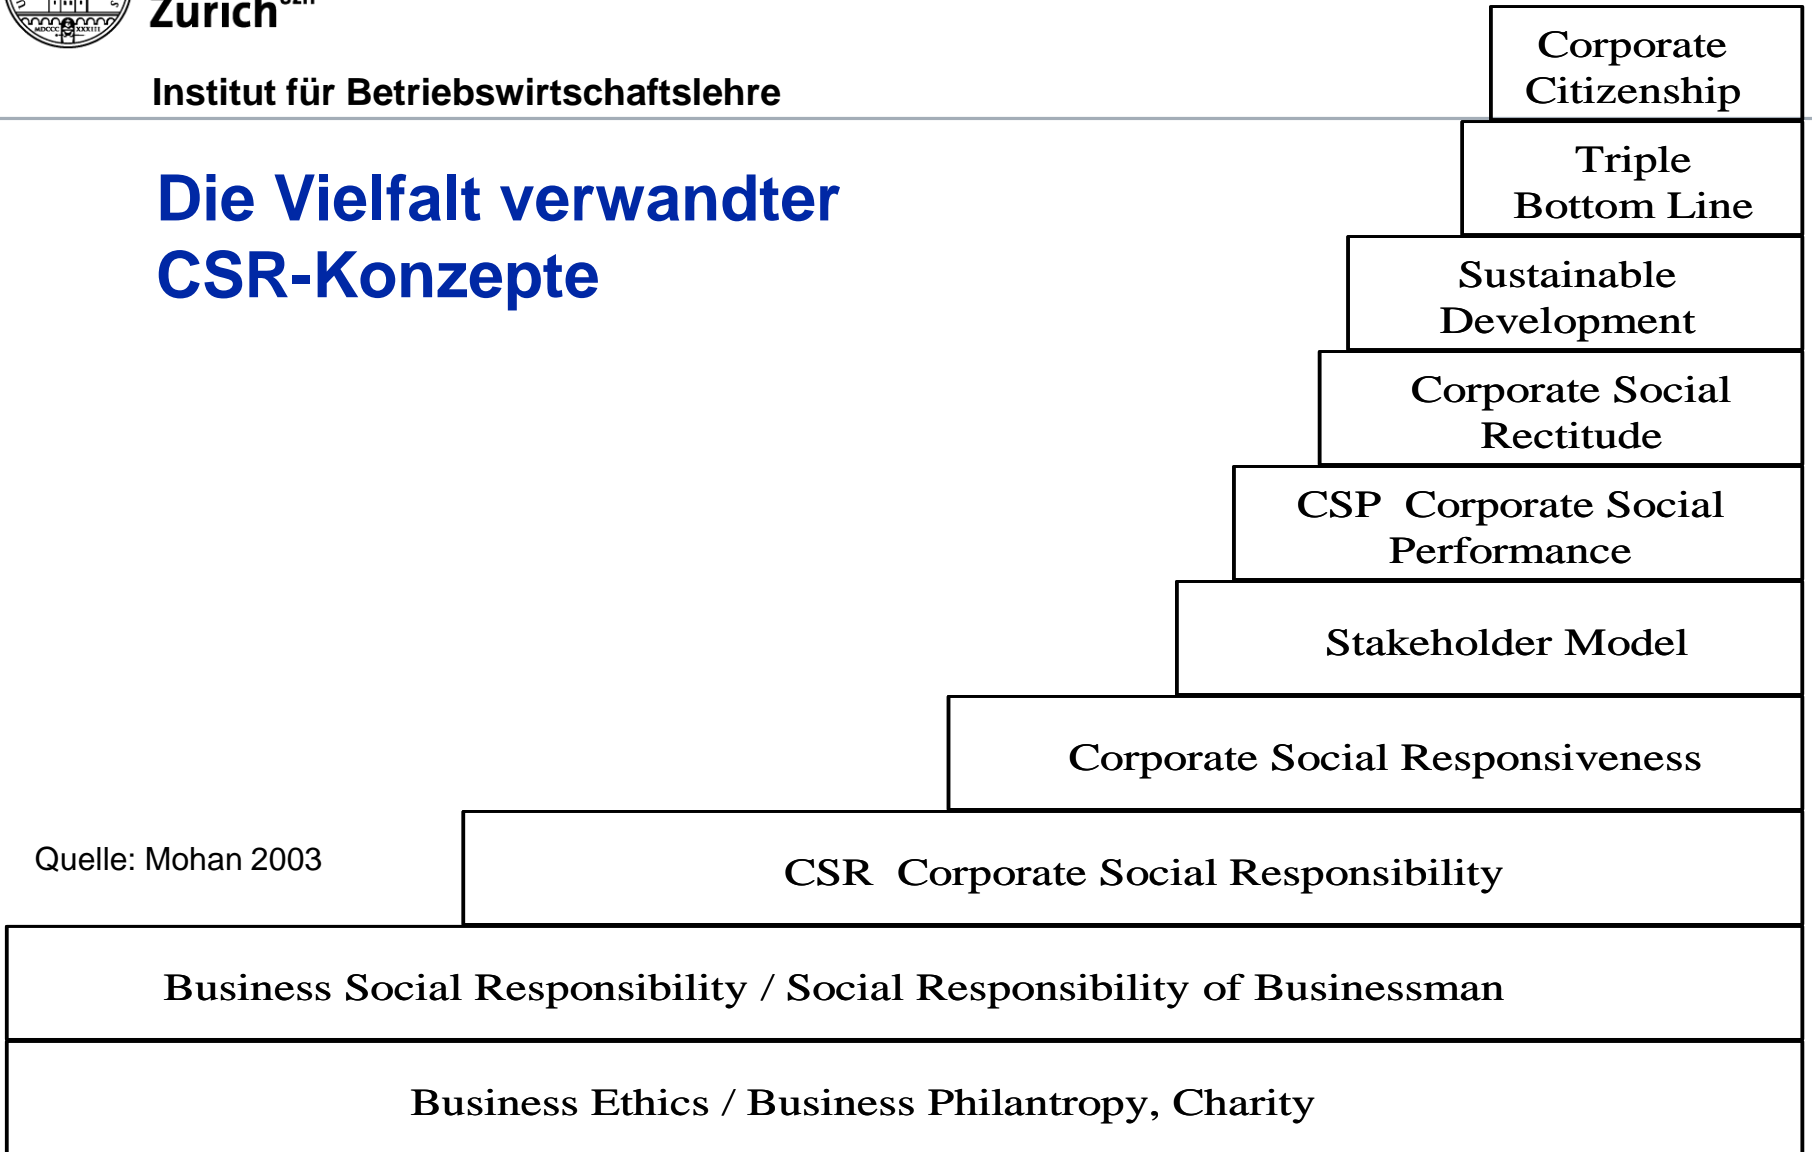 Zürich
Institut für Betriebswirtschaftslehre
Die Vielfalt verwandter
CSR-Konzepte
Corporate
Citizenship
Triple
Bottom Line
Sustainable
Development
Corporate Social
Rectitude
CSP Corporate Social
Performance
Stakeholder Model
Corporate Social Responsiveness
Quelle: Mohan 2003
CSR Corporate Social Responsibility
Business Social Responsibility / Social Responsibility of Businessman
Business Ethics / Business Philantropy, Charity